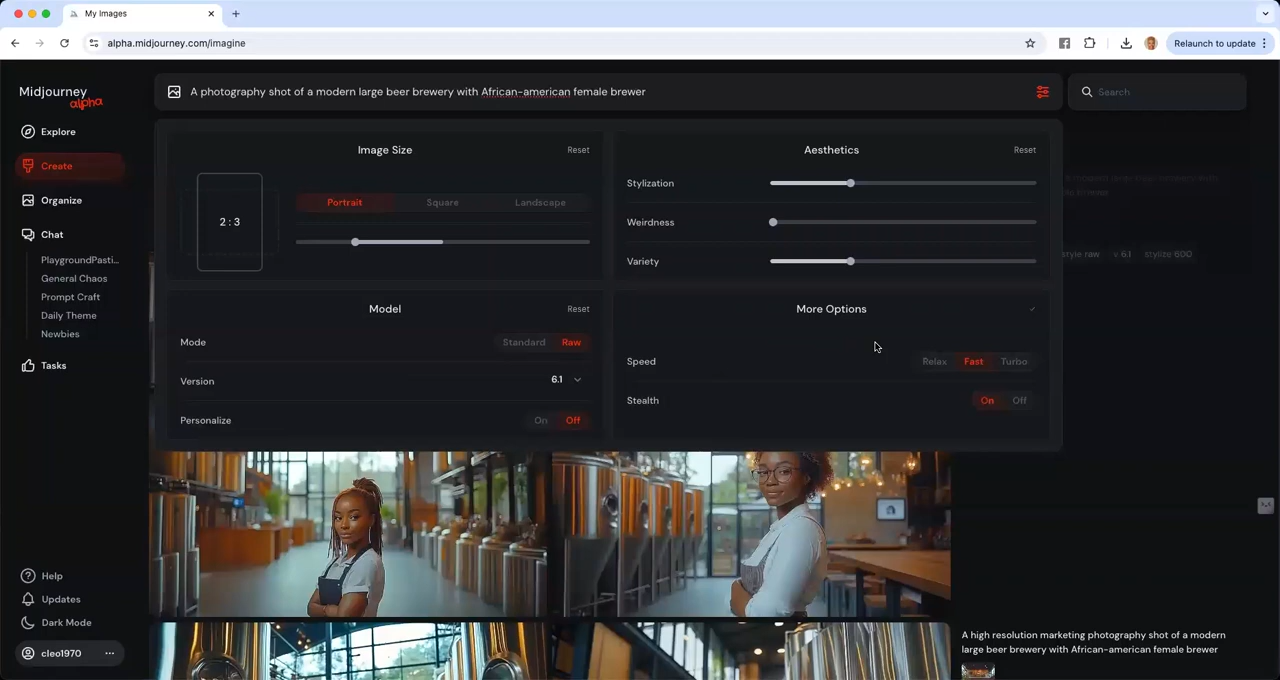 My Images
alpha.midjourney.com/imagine
Relaunch to update
Midjourney
alpha
A photography shot of a modern large beer brewery with African-american female brewer
Search
Explore
Create
Organize
Chat
PlaygroundPasti...
General Chaos
Prompt Craft
Daily Theme
Newbies
Tasks
Image Size
Reset
2 : 3
Portrait
Square
Landscape
Aesthetics
Reset
Stylization
Weirdness
Variety
Model
Reset
Mode
Standard
Raw
Version
6.1
Personalize
On
Off
More Options
Speed
Relax
Fast
Turbo
Stealth
On
Off
style raw
v 6.1
stylize 600
A high resolution marketing photography shot of a modern
large beer brewery with African-american female brewer
Help
Updates
Dark Mode
cleo1970